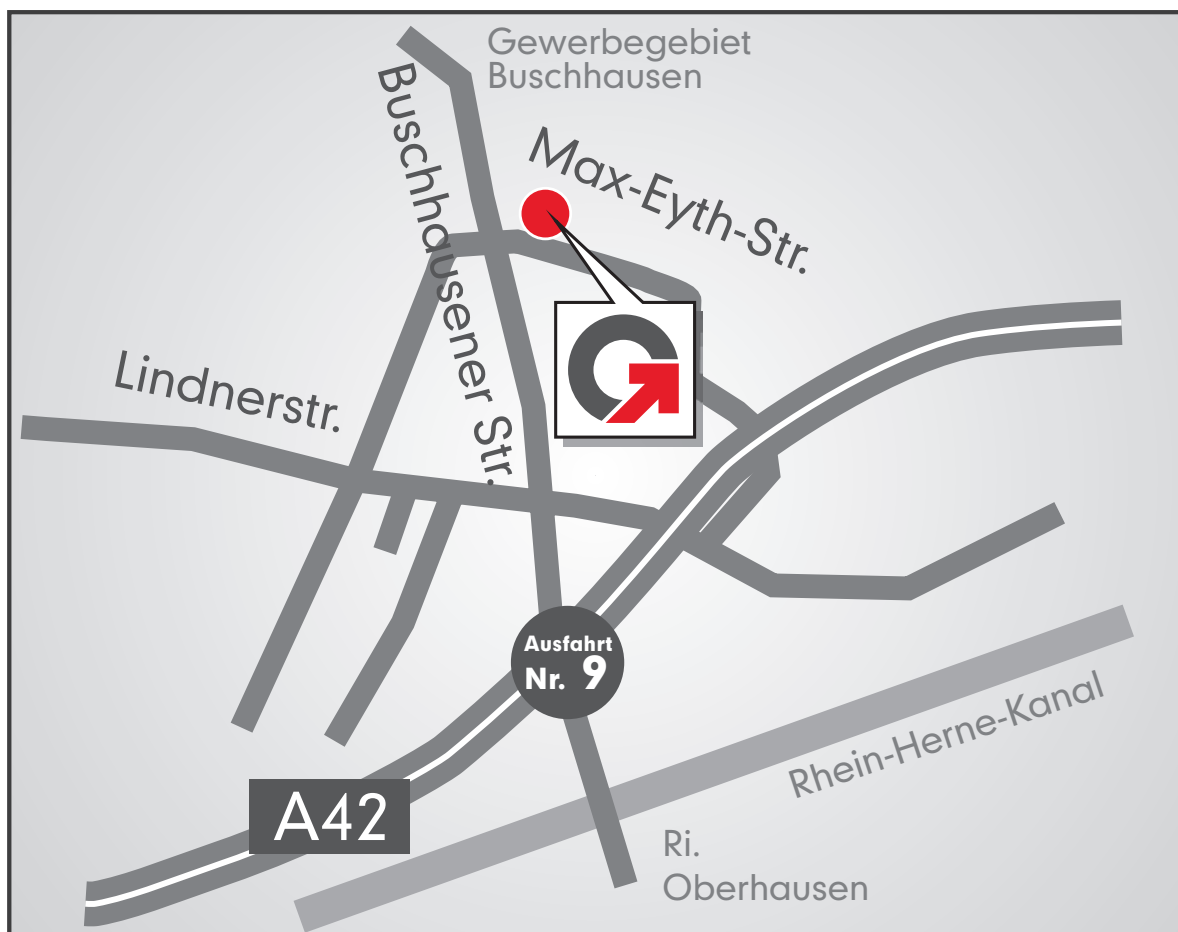 Gewerbegebiet
Buschhausen
Buschhausener Str.
Max-Eyth-Str.
Lindnerstr.
Ausfahrt
Nr. 9
Rhein-Herne-Kanal
A42
Ri.
Oberhausen